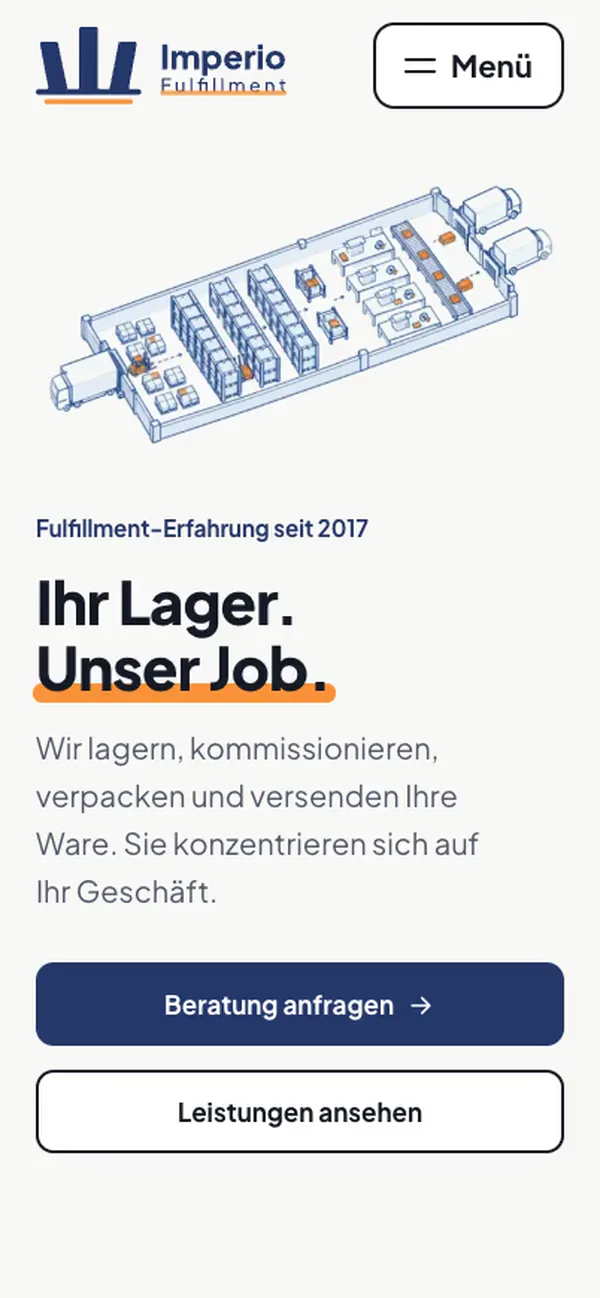 Imperio
Fulfillment
Menü
Fulfillment-Erfahrung seit 2017
Ihr Lager.
Unser Job.
Wir lagern, kommissionieren,
verpacken und versenden Ihre
Ware. Sie konzentrieren sich auf
Ihr Geschäft.
Beratung anfragen →
Leistungen ansehen